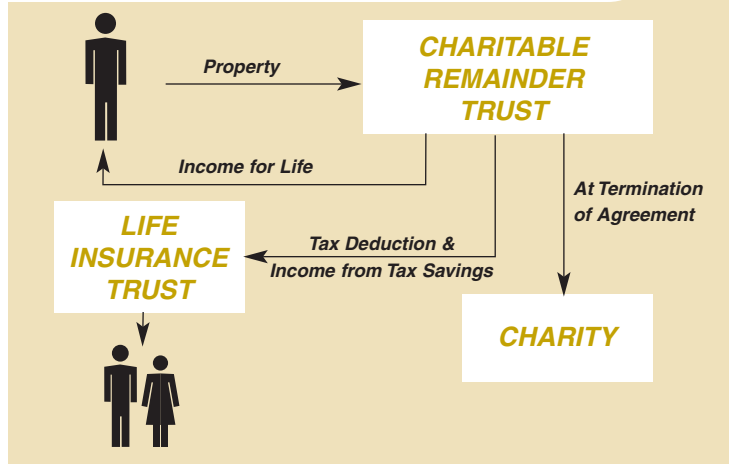 Property
CHARITABLE
REMAINDER
TRUST
Income for Life
At Termination
of Agreement
LIFE
INSURANCE
TRUST
Tax Deduction &
Income from Tax Savings
CHARITY